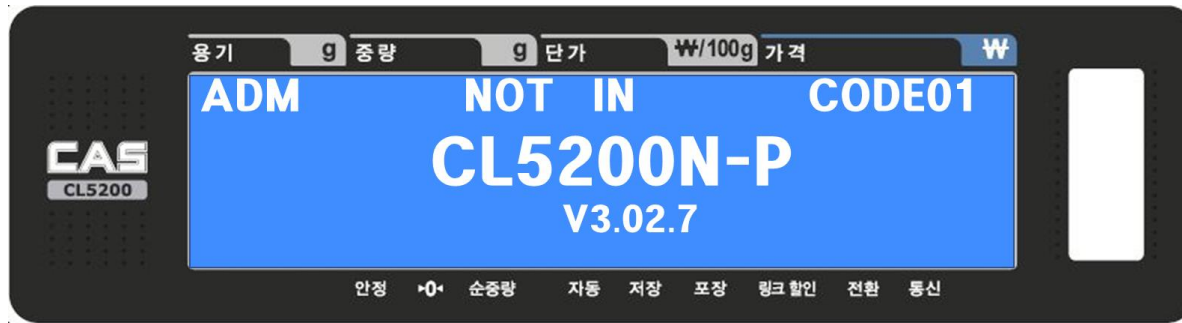 용기 g 중량 g 단가 ₩/100g 가격 ₩
ADM NOT IN CODE01
CAS
CL5200
CL5200N-P
V3.02.7
안정 ▸0◂ 순중량 자동 저장 포장 링크 할인 전환 통신